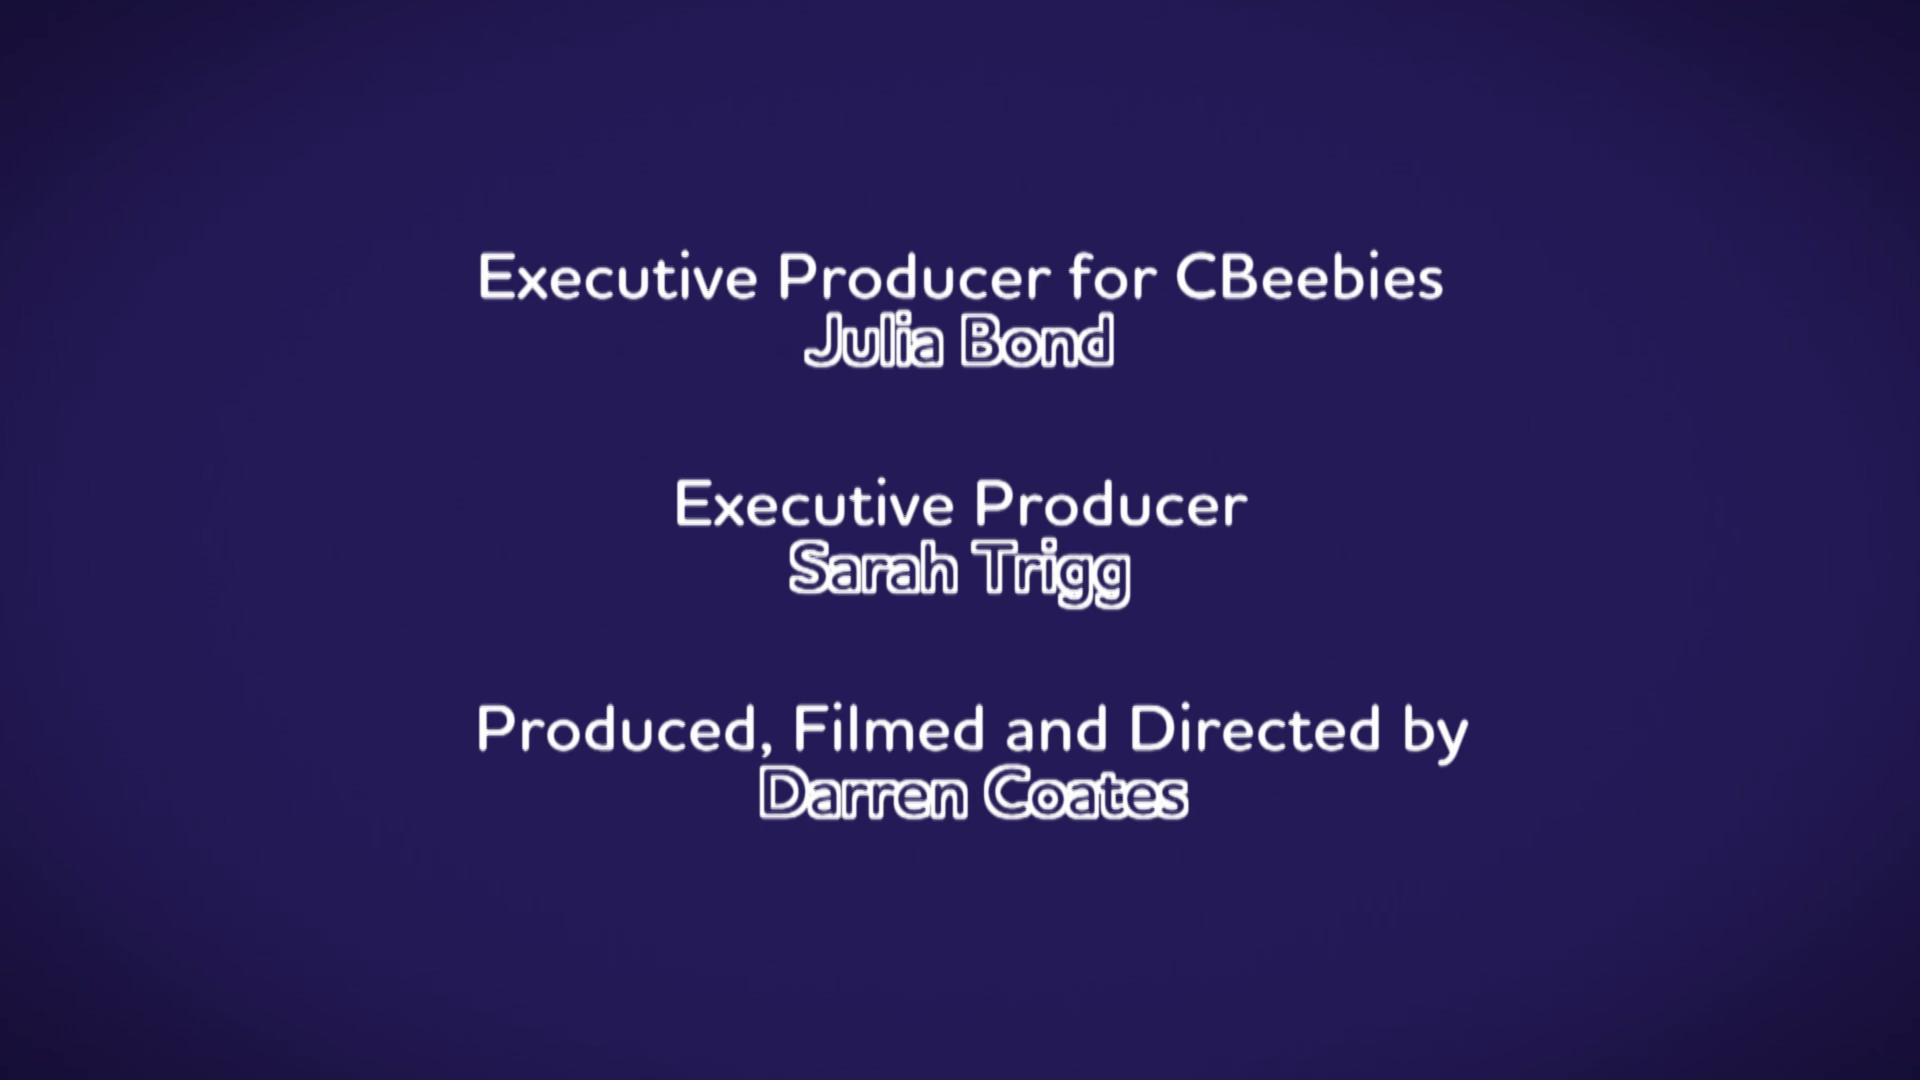 Executive Producer for CBeebies
Julia Bond
Executive Producer
Sarah Trigg
Produced, Filmed and Directed by
Darren Coates